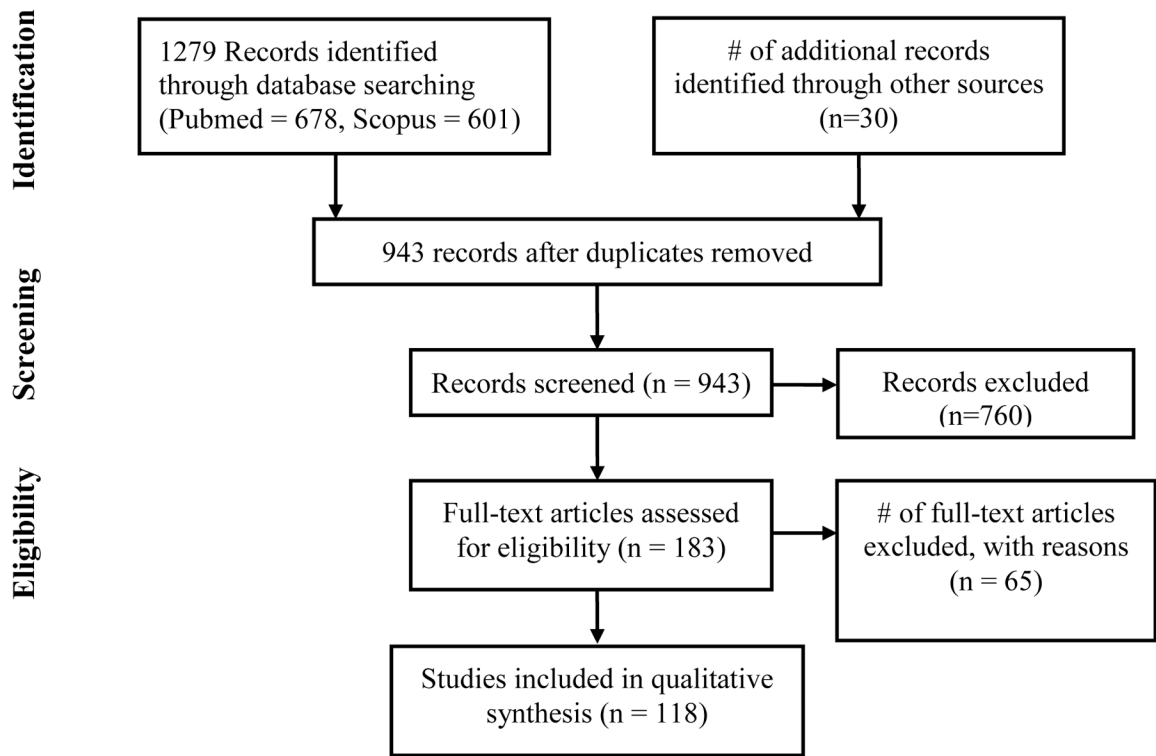 Identification
1279 Records identified
through database searching
(Pubmed = 678, Scopus = 601)
# of additional records
identified through other sources
(n=30)
943 records after duplicates removed
Screening
Records screened (n = 943)
Records excluded
(n=760)
Eligibility
Full-text articles assessed
for eligibility (n = 183)
# of full-text articles
excluded, with reasons
(n = 65)
Studies included in qualitative
synthesis (n = 118)